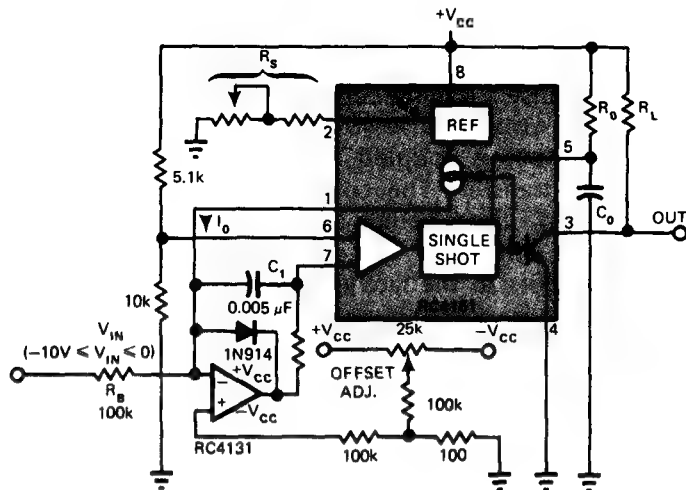 +Vcc
RS
8
2
REF
R0
RL
5
5.1k
1
I0
6
7
C0
3
OUT
C1
0.005 μF
SINGLE
SHOT
10k
4
VIN
(-10V ≤ VIN ≤ 0)
1N914
+Vcc
25k
-Vcc
OFFSET
ADJ.
RB
100k
+Vcc
-
+
-Vcc
100k
RC4131
100k
100